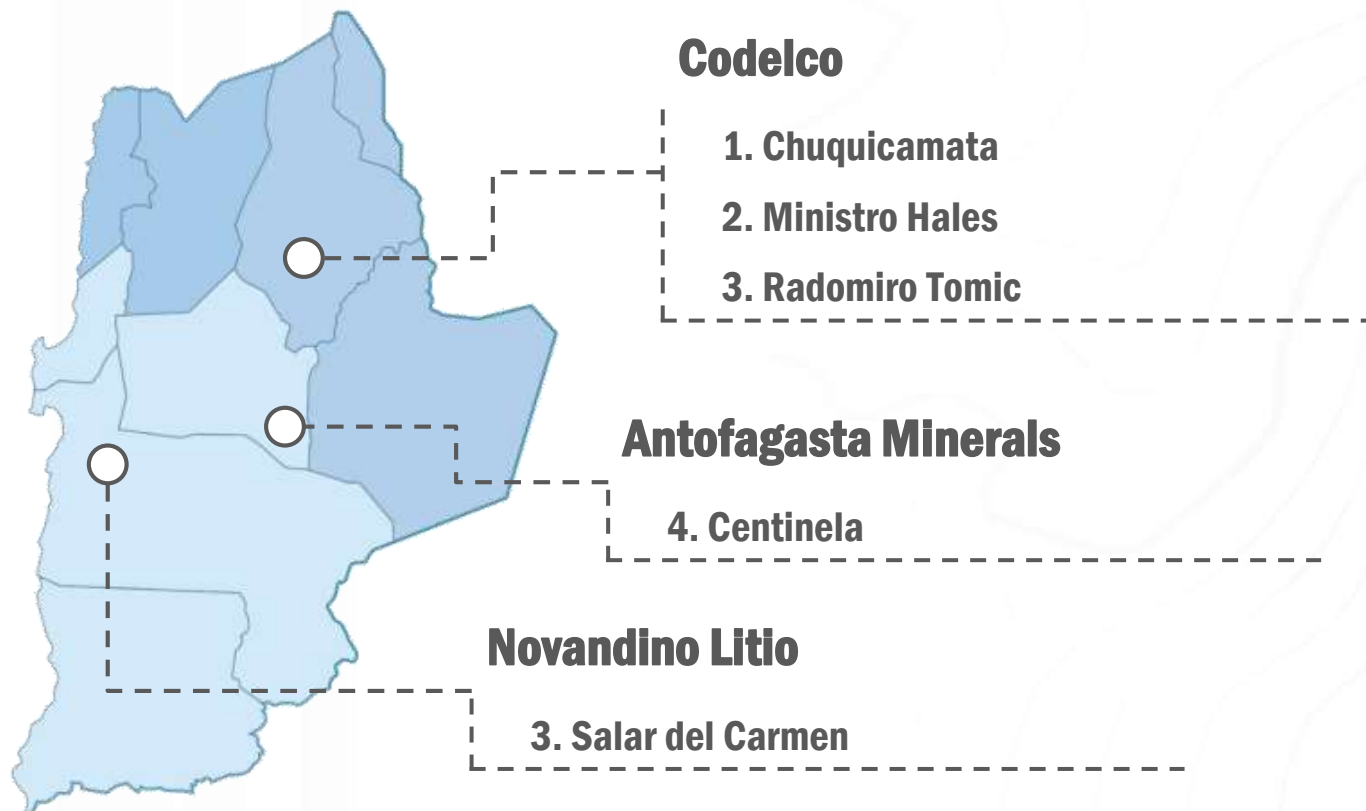 Codelco
1. Chuquicamata
2. Ministro Hales
3. Radomiro Tomic
Antofagasta Minerals
4. Centinela
Novandino Litio
3. Salar del Carmen